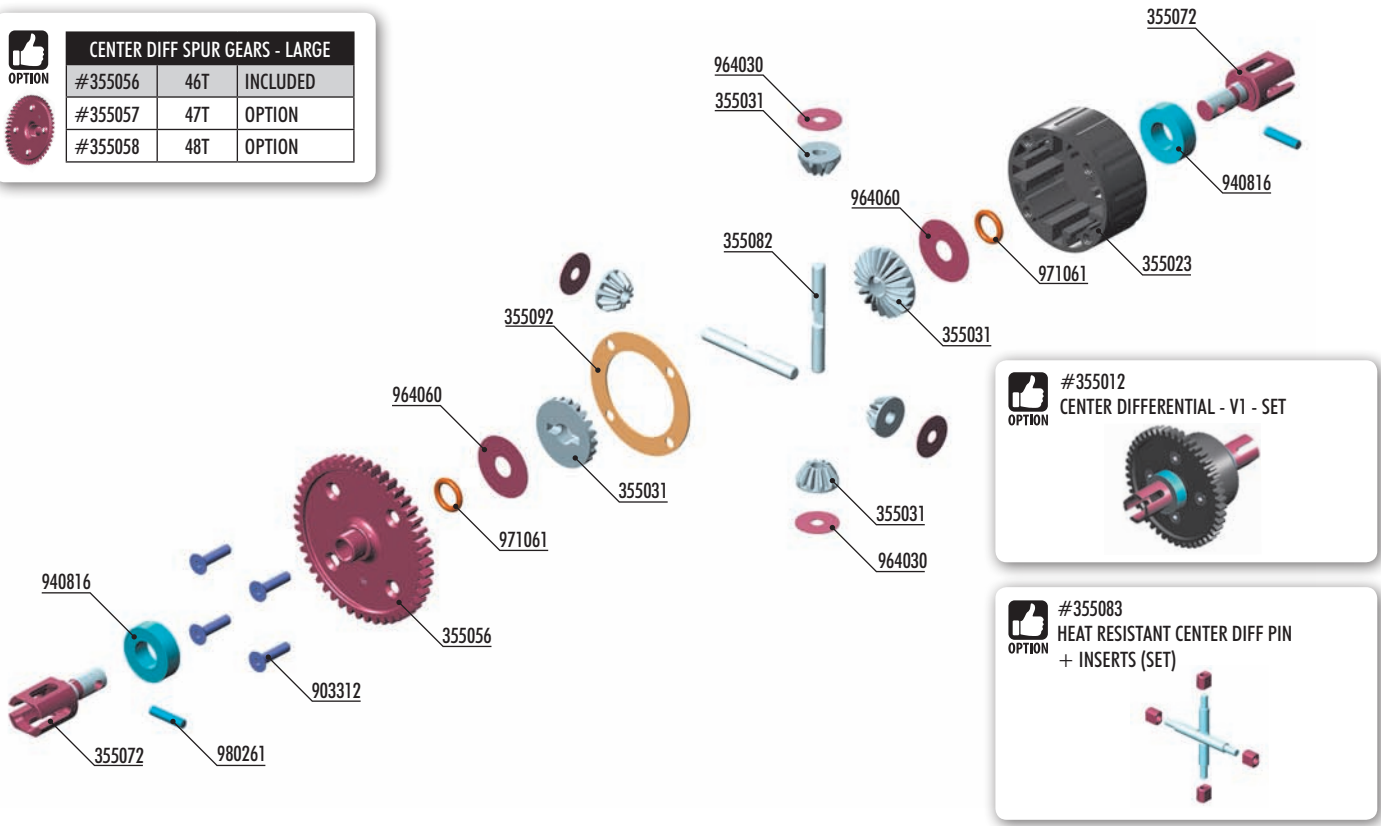 OPTION
CENTER DIFF SPUR GEARS - LARGE
#355056 46T INCLUDED
#355057 47T OPTION
#355058 48T OPTION
355072
964030
355031
940816
964060
355082
971061
355023
355092
355031
964060
355031
355031
971061
964030
940816
355056
903312
355072
980261
OPTION
#355012
CENTER DIFFERENTIAL - V1 - SET
OPTION
#355083
HEAT RESISTANT CENTER DIFF PIN
+ INSERTS (SET)